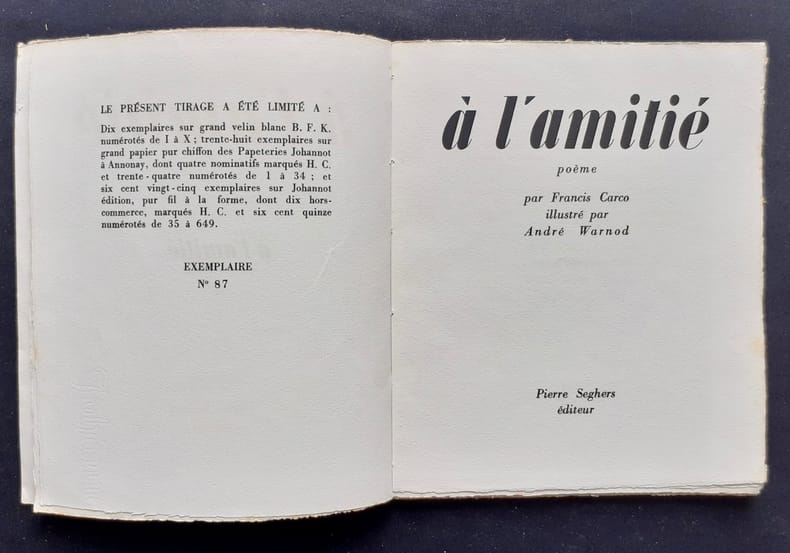 LE PRÉSENT TIRAGE A ÉTÉ LIMITÉ A :
Dix exemplaires sur grand velin blanc B. F. K.
numérotés de I à X ; trente-huit exemplaires sur
grand papier pur chiffon des Papeteries Johannot
à Annonay, dont quatre nominatifs marqués H. C.
et trente-quatre numérotés de 1 à 34 ; et
six cent vingt-cinq exemplaires sur Johannot
édition, pur fil à la forme, dont dix hors-
commerce, marqués H. C. et six cent quinze
numérotés de 35 à 649.
EXEMPLAIRE
Nº 87
à l'amitié
poème
par Francis Carco
illustré par
André Warnod
Pierre Seghers
éditeur